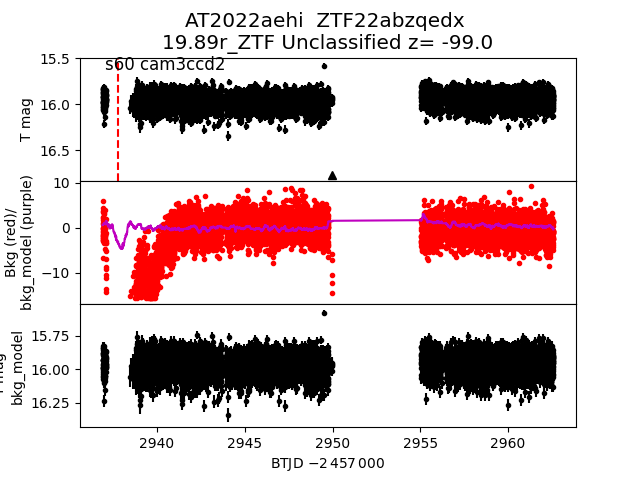 AT2022aehi  ZTF22abzqedx
19.89r_ZTF Unclassified z= -99.0
s60 cam3ccd2
15.5
16.0
16.5
T mag
10
0
−10
Bkg (red)/
bkg_model (purple)
15.75
16.00
16.25
mag
bkg_model
2940
2945
2950
2955
2960
BTJD −2 457 000